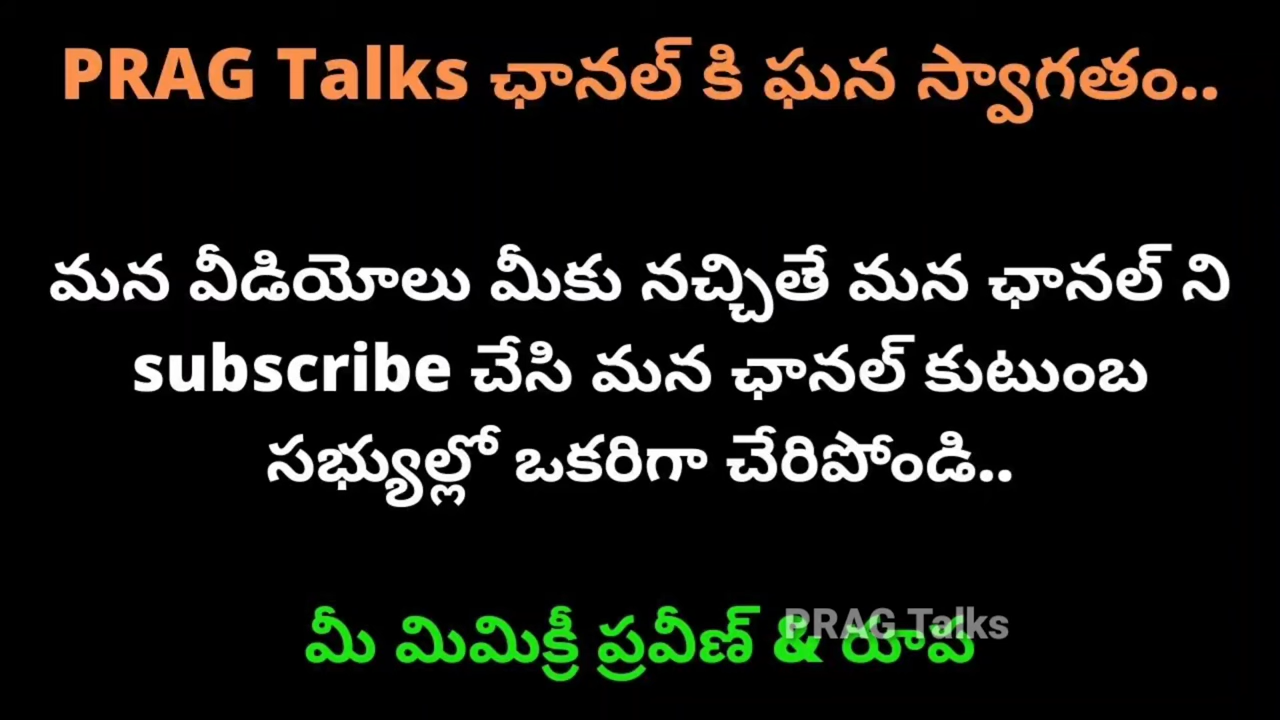 PRAG Talks ఛానల్ కి ఘన స్వాగతం..
మన వీడియోలు మీకు నచ్చితే మన ఛానల్ ని
subscribe చేసి మన ఛానల్ కుటుంబ
సభ్యుల్లో ఒకరిగా చేరిపోండి..
మీ మిమిక్రీ ప్రవీణ్ & రూప
PRAG Talks